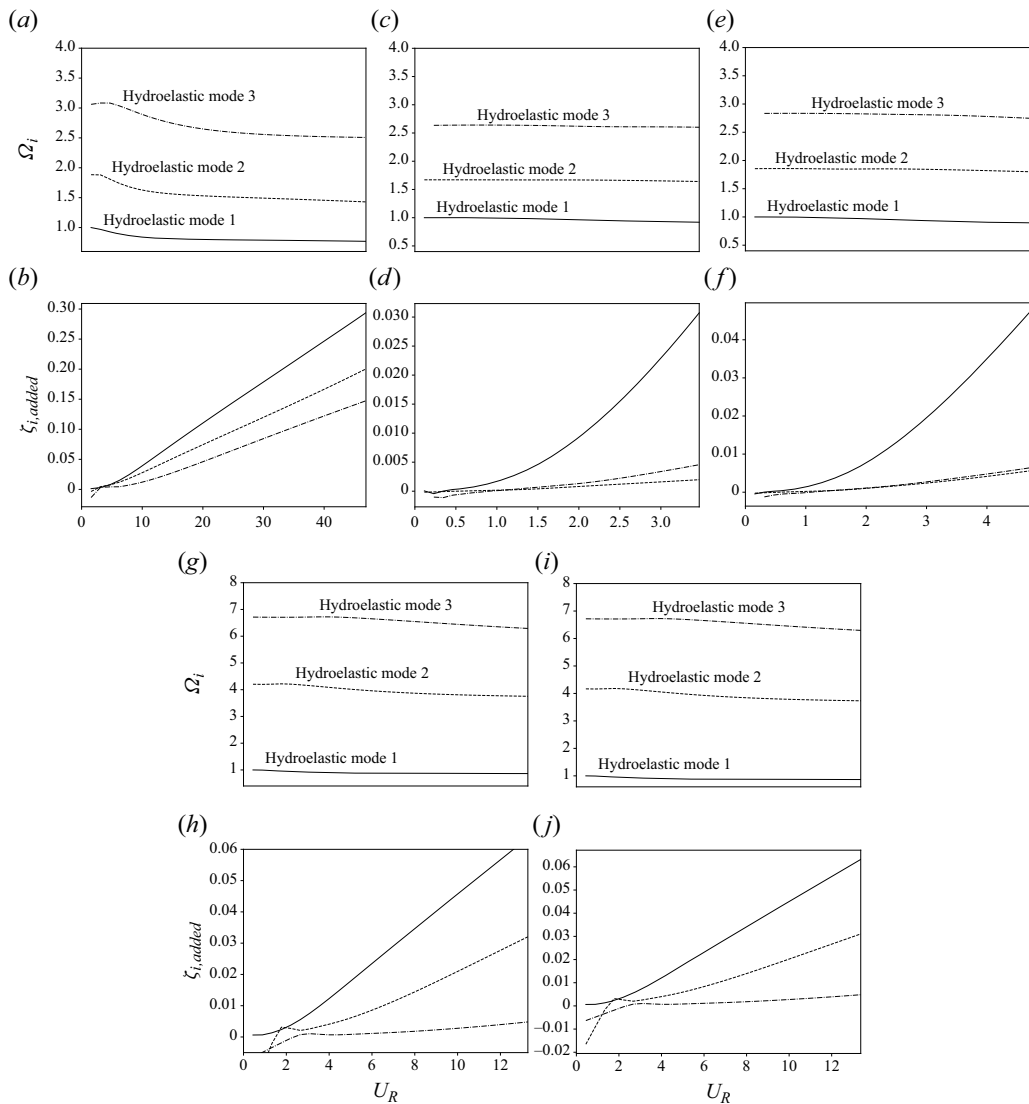 (a)
4.0
3.5
3.0
2.5
2.0
1.5
1.0
Ω_i
Hydroelastic mode 3
Hydroelastic mode 2
Hydroelastic mode 1
(c)
4.0
3.5
3.0
2.5
2.0
1.5
1.0
0.5
Hydroelastic mode 3
Hydroelastic mode 2
Hydroelastic mode 1
(e)
4.0
3.5
3.0
2.5
2.0
1.5
1.0
0.5
Hydroelastic mode 3
Hydroelastic mode 2
Hydroelastic mode 1
(b)
0.30
0.25
0.20
0.15
0.10
0.05
0
ζ_i,added
0 10 20 30 40
(d)
0.030
0.025
0.020
0.015
0.010
0.005
0.000
0 0.5 1.0 1.5 2.0 2.5 3.0
(f)
0.04
0.02
0.01
0
0 1 2 3 4
(g)
8
7
6
5
4
3
2
1
Ω_i
Hydroelastic mode 3
Hydroelastic mode 2
Hydroelastic mode 1
(i)
8
7
6
5
4
3
2
1
Hydroelastic mode 3
Hydroelastic mode 2
Hydroelastic mode 1
(h)
0.06
0.05
0.04
0.03
0.02
0.01
0
ζ_i,added
0 2 4 6 8 10 12
U_R
(j)
0.06
0.05
0.04
0.03
0.02
0.01
0
−0.01
−0.02
0 2 4 6 8 10 12
U_R